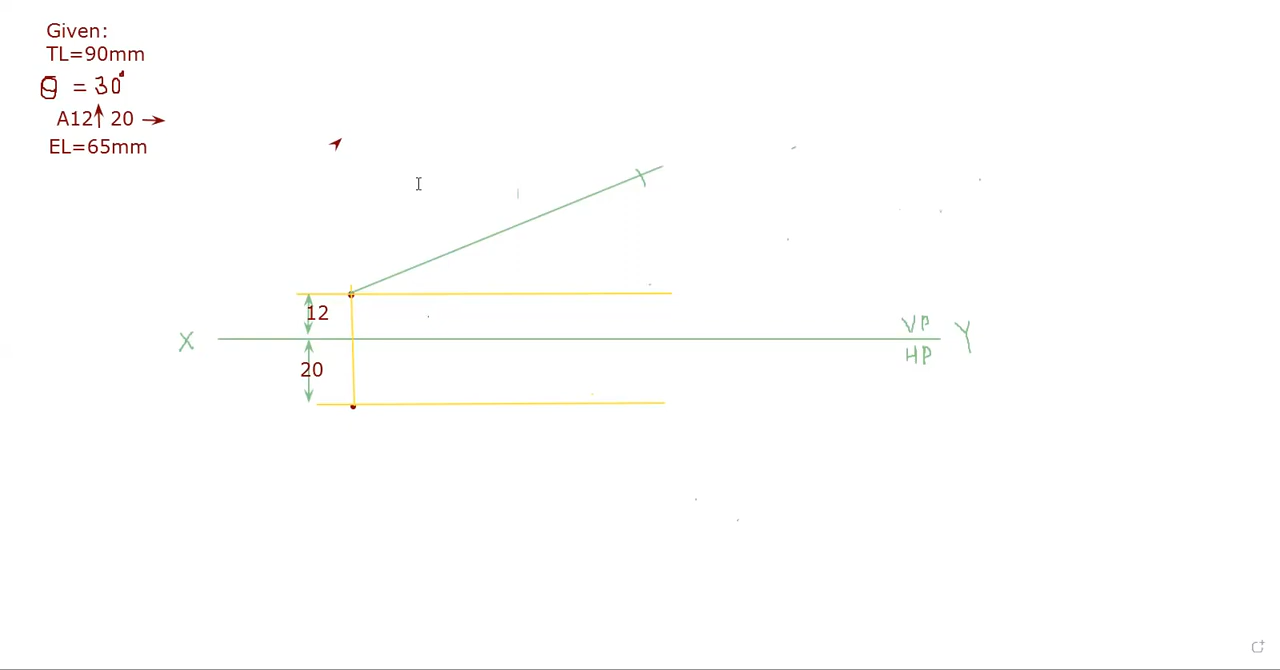 Given:
TL=90mm
θ = 30°
A12↑ 20 →
EL=65mm
12
X
VP
HP
Y
20